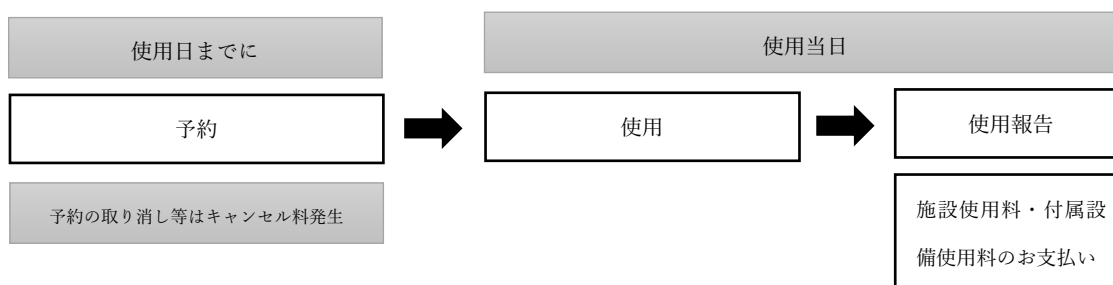 使用日までに
使用当日
予約
使用
使用報告
予約の取り消し等はキャンセル料発生
施設使用料・付属設
備使用料のお支払い